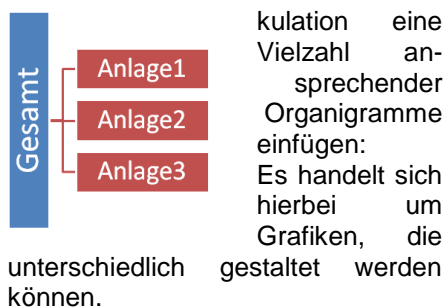 Gesamt
Anlage1
Anlage2
Anlage3
kulation eine
Vielzahl an-
sprechender
Organigramme
einfügen:
Es handelt sich
hierbei um
Grafiken, die
unterschiedlich gestaltet werden
können.